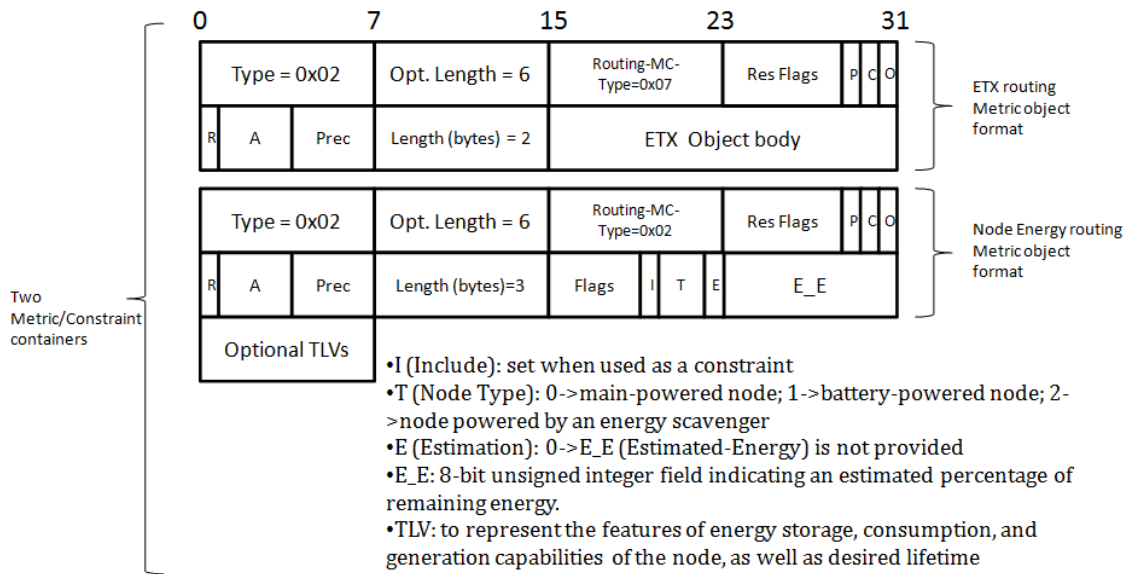 0 7 15 23 31
Type = 0x02 Opt. Length = 6 Routing-MC- Res Flags P C O
Type=0x07
R A Prec Length (bytes) = 2 ETX Object body
ETX routing
Metric object
format
Type = 0x02 Opt. Length = 6 Routing-MC- Res Flags P C O
Type=0x02
R A Prec Length (bytes)=3 Flags I T E E_E
Node Energy routing
Metric object
format
Two
Metric/Constraint
containers
Optional TLVs
•I (Include): set when used as a constraint
•T (Node Type): 0->main-powered node; 1->battery-powered node; 2-
>node powered by an energy scavenger
•E (Estimation): 0->E_E (Estimated-Energy) is not provided
•E_E: 8-bit unsigned integer field indicating an estimated percentage of
remaining energy.
•TLV: to represent the features of energy storage, consumption, and
generation capabilities of the node, as well as desired lifetime